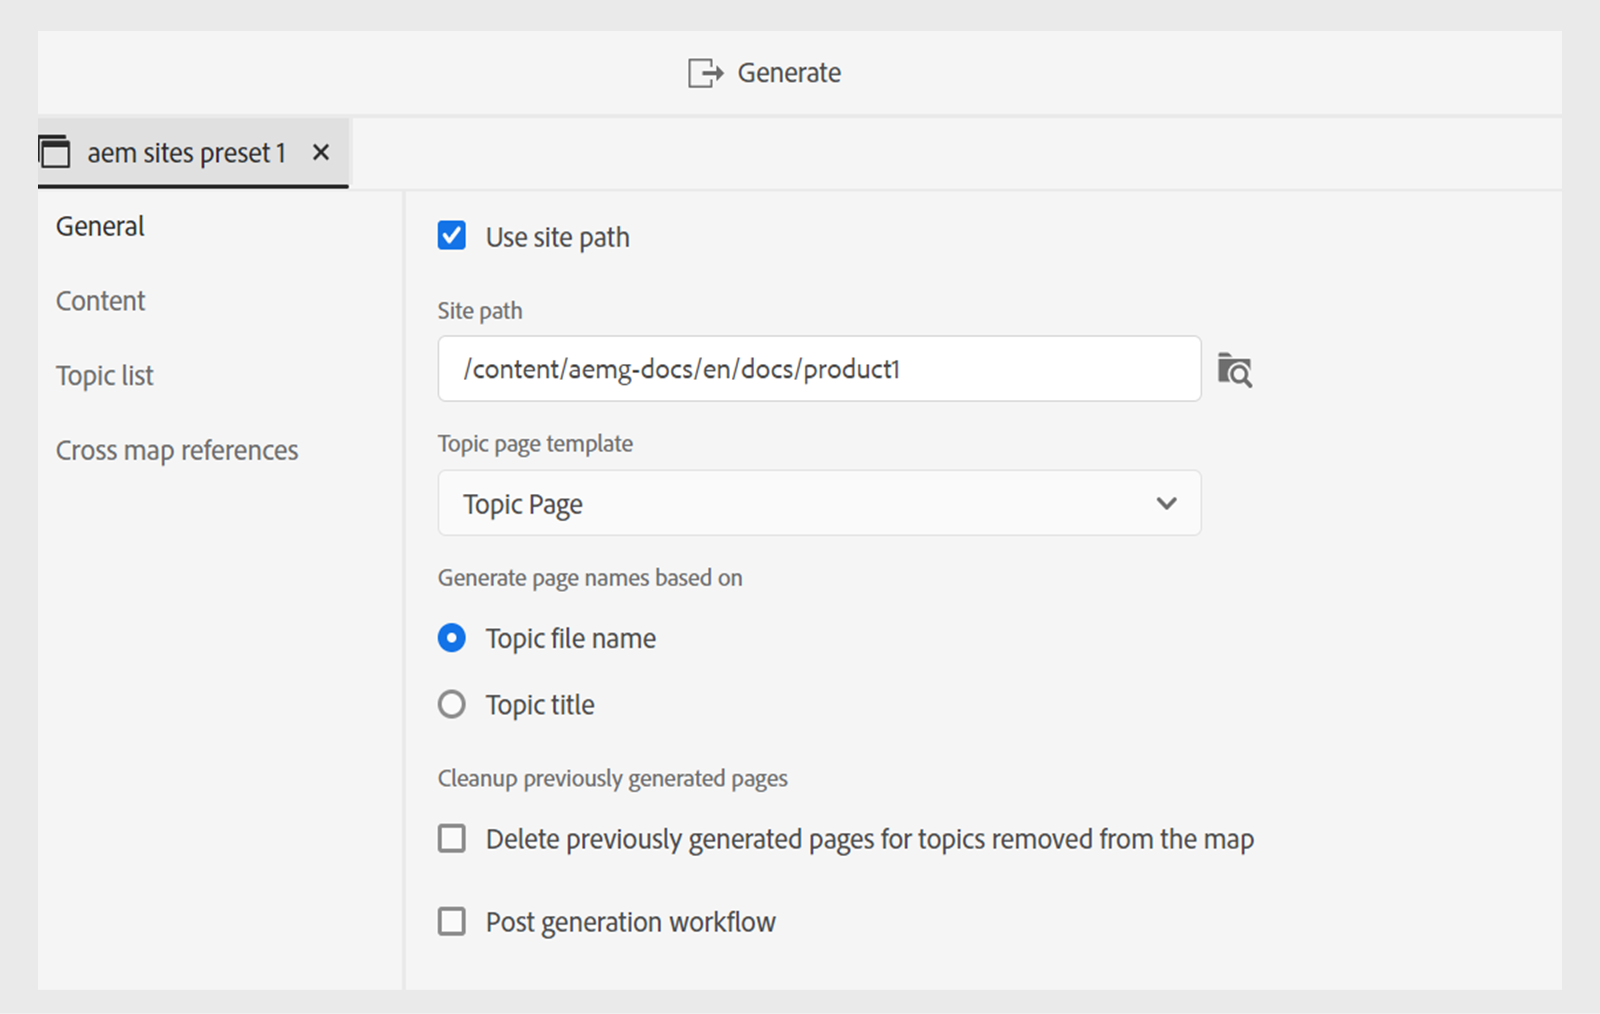 Generate
aem sites preset 1
General
Content
Topic list
Cross map references
Use site path
Site path
/content/aemg-docs/en/docs/product1
Topic page template
Topic Page
Generate page names based on
Topic file name
Topic title
Cleanup previously generated pages
Delete previously generated pages for topics removed from the map
Post generation workflow